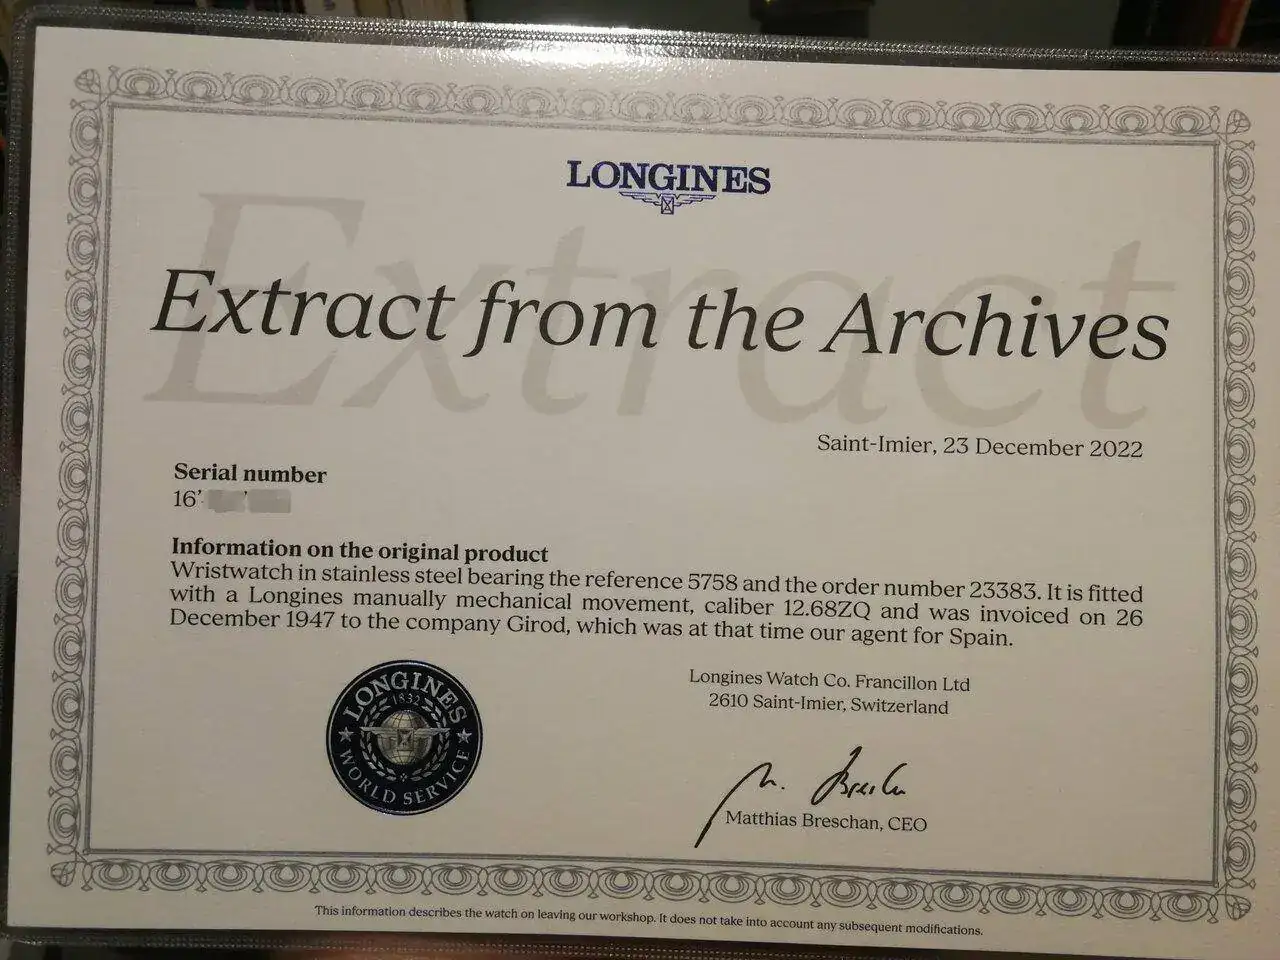 LONGINES
Extract
Extract from the Archives
Saint-Imier, 23 December 2022
Serial number
16'
Information on the original product
Wristwatch in stainless steel bearing the reference 5758 and the order number 23383. It is fitted
with a Longines manually mechanical movement, caliber 12.68ZQ and was invoiced on 26
December 1947 to the company Girod, which was at that time our agent for Spain.
LONGINES
1832
WORLD SERVICE
Longines Watch Co. Francillon Ltd
2610 Saint-Imier, Switzerland
M. Breschan
Matthias Breschan, CEO
This information describes the watch on leaving our workshop. It does not take into account any subsequent modifications.